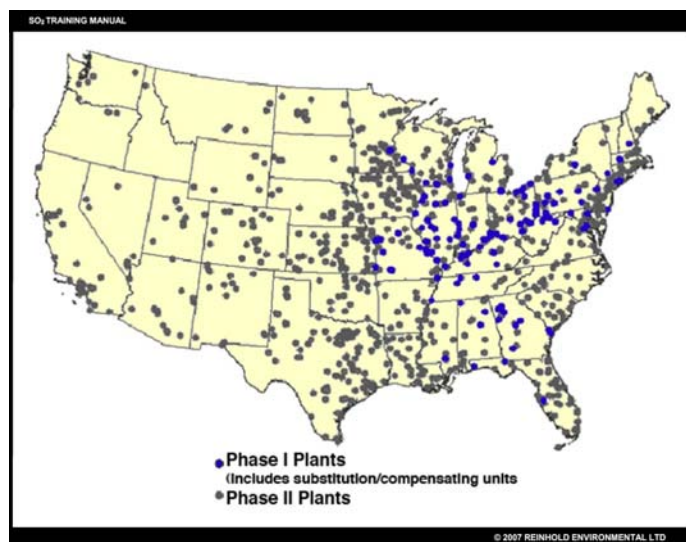 SO₂ TRAINING MANUAL
Phase I Plants
(Includes substitution/compensating units
Phase II Plants
© 2007 REINHOLD ENVIRONMENTAL LTD